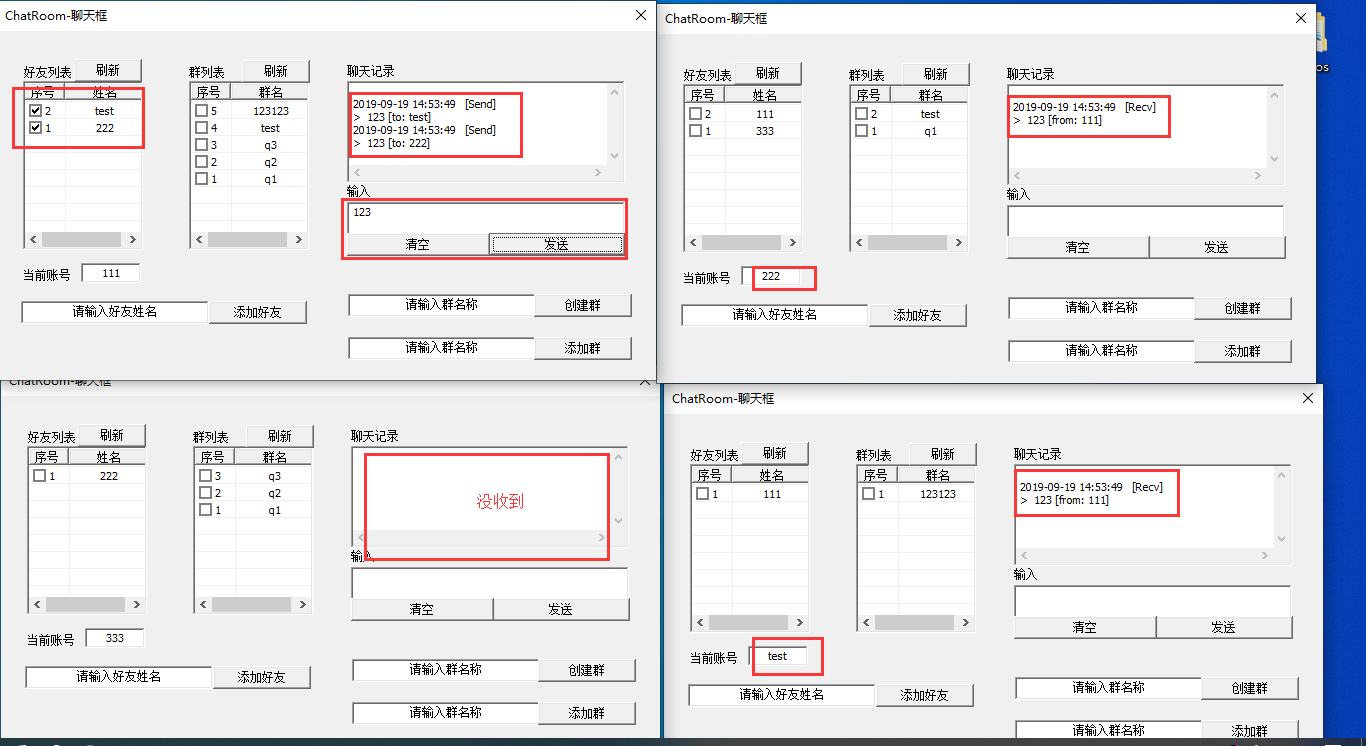 ChatRoom-聊天框
好友列表 刷新 群列表 刷新 聊天记录
序号 姓名 序号 群名
2 test 5 123123 2019-09-19 14:53:49 [Send]
1 222 4 test > 123 [to: test]
3 q3 2019-09-19 14:53:49 [Send]
2 q2 > 123 [to: 222]
1 q1
输入
123
清空 发送
当前账号 111
请输入好友姓名 添加好友 请输入群名称 创建群
请输入群名称 添加群
ChatRoom-聊天框
os
好友列表 刷新 群列表 刷新 聊天记录
序号 姓名 序号 群名
2 111 2 test 2019-09-19 14:53:49 [Recv]
1 333 1 q1 > 123 [from: 111]
输入
清空 发送
当前账号 222
请输入好友姓名 添加好友 请输入群名称 创建群
请输入群名称 添加群
ChatRoom-聊天框
好友列表 刷新 群列表 刷新 聊天记录
序号 姓名 序号 群名
1 222 3 q3
2 q2 没收到
1 q1
输入
清空 发送
当前账号 333
请输入好友姓名 添加好友 请输入群名称 创建群
请输入群名称 添加群
ChatRoom-聊天框
好友列表 刷新 群列表 刷新 聊天记录
序号 姓名 序号 群名
1 111 1 123123 2019-09-19 14:53:49 [Recv]
> 123 [from: 111]
输入
清空 发送
当前账号 test
请输入好友姓名 添加好友 请输入群名称 创建群
请输入群名称 添加群